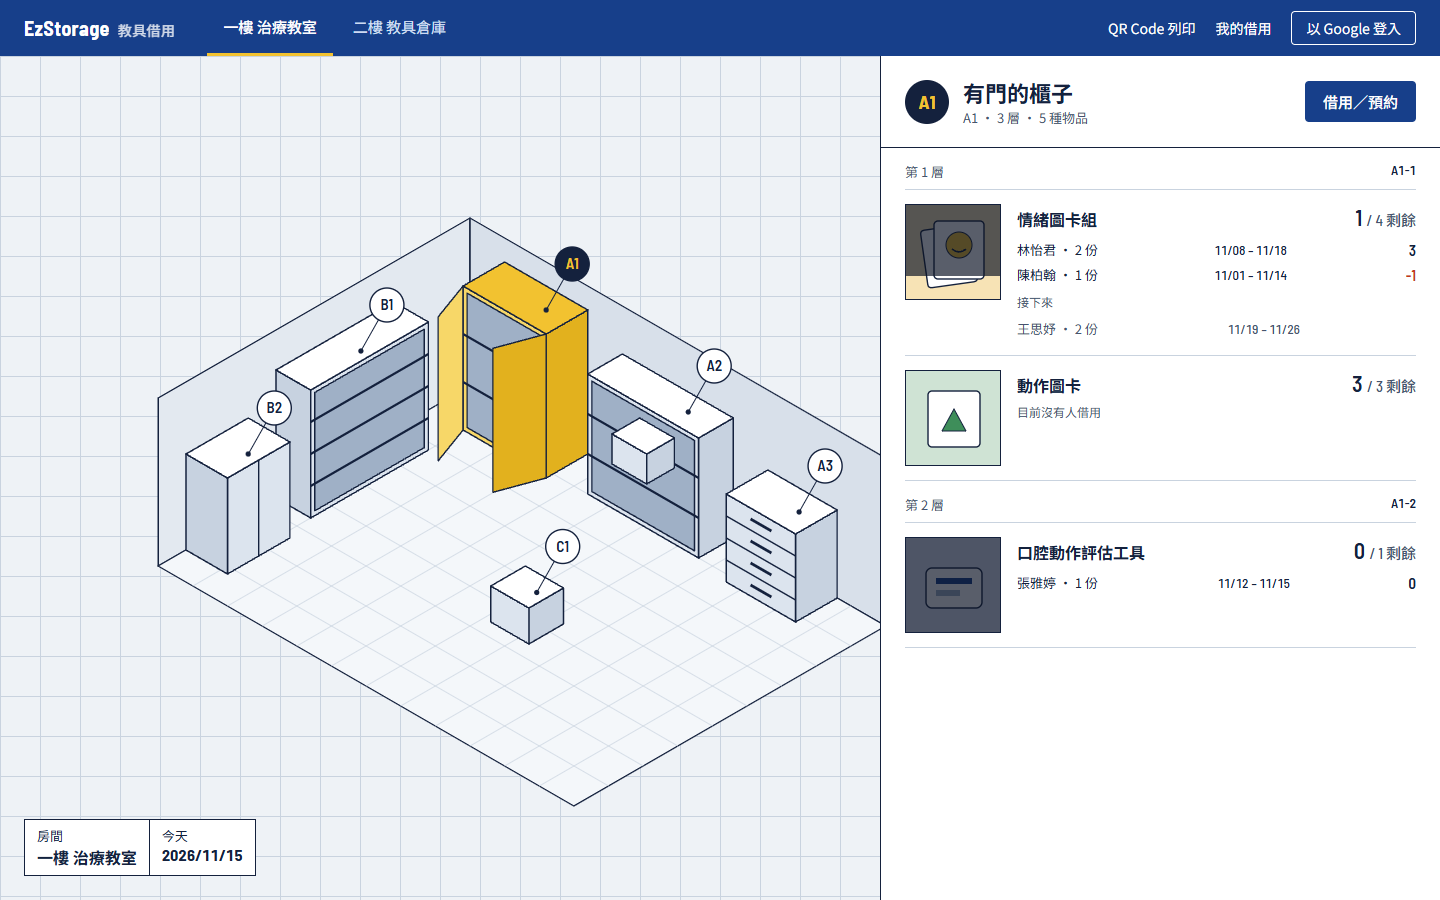 EzStorage 教具借用
一樓 治療教室
二樓 教具倉庫
QR Code 列印
我的借用
以 Google 登入
A1
有門的櫃子
A1 · 3 層 · 5 種物品
借用／預約
第 1 層
A1-1
情緒圖卡組
1 / 4 剩餘
林怡君 · 2 份
11/08 – 11/18
3
陳柏翰 · 1 份
11/01 – 11/14
-1
接下來
王思妤 · 2 份
11/19 – 11/26
動作圖卡
3 / 3 剩餘
目前沒有人借用
第 2 層
A1-2
口腔動作評估工具
0 / 1 剩餘
張雅婷 · 1 份
11/12 – 11/15
0
A1
B1
A2
B2
A3
C1
房間
一樓 治療教室
今天
2026/11/15